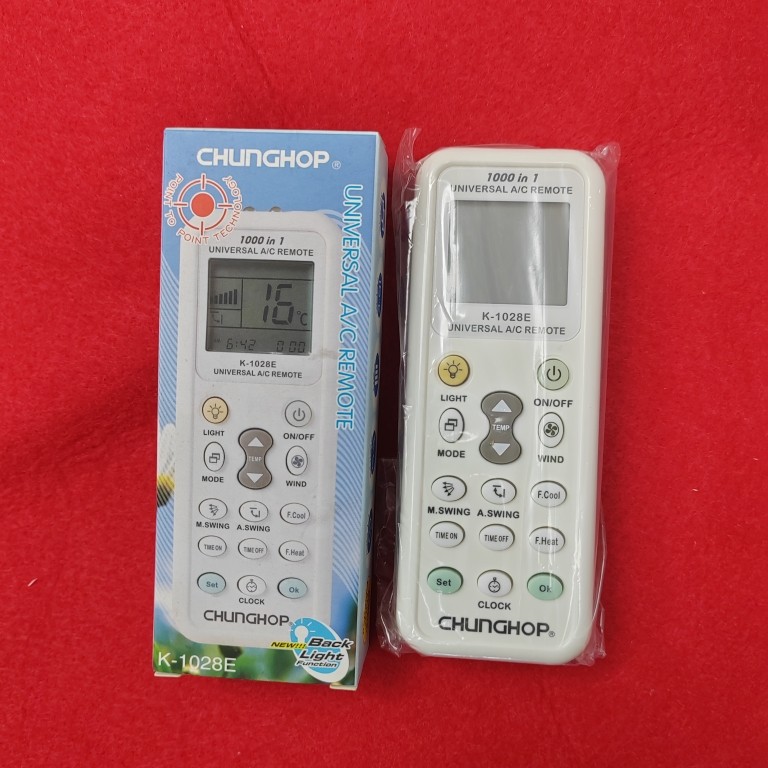 CHUNGHOP ®
POINT TO POINT TECHNOLOGY
UNIVERSAL A/C REMOTE
1000 in 1
UNIVERSAL A/C REMOTE
16 °C
6:42 0:00
K-1028E
UNIVERSAL A/C REMOTE
LIGHT
ON/OFF
TEMP
MODE
WIND
F.Cool
M.SWING
A.SWING
TIME ON
TIME OFF
F.Heat
Set
Ok
CLOCK
CHUNGHOP
NEW!!! Back
Light
Function
K-1028E
1000 in 1
UNIVERSAL A/C REMOTE
K-1028E
UNIVERSAL A/C REMOTE
LIGHT
ON/OFF
TEMP
MODE
WIND
F.Cool
M.SWING
A.SWING
TIME ON
TIME OFF
F.Heat
Set
OK
CLOCK
CHUNGHOP®